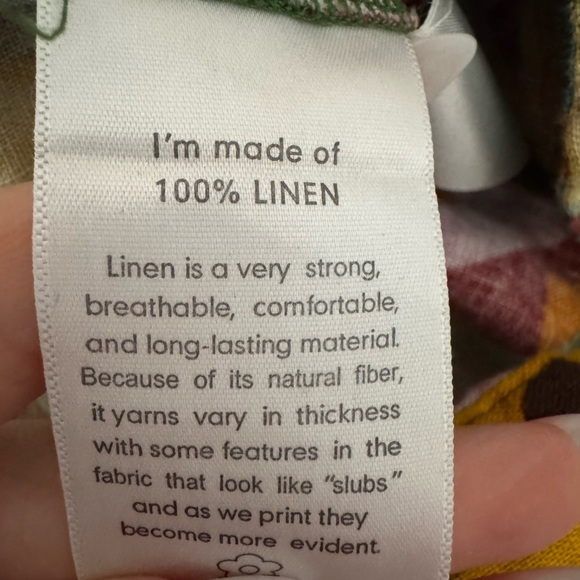 I'm made of
100% LINEN
Linen is a very strong,
breathable, comfortable,
and long-lasting material.
Because of its natural fiber,
it yarns vary in thickness
with some features in the
fabric that look like "slubs"
and as we print they
become more evident.